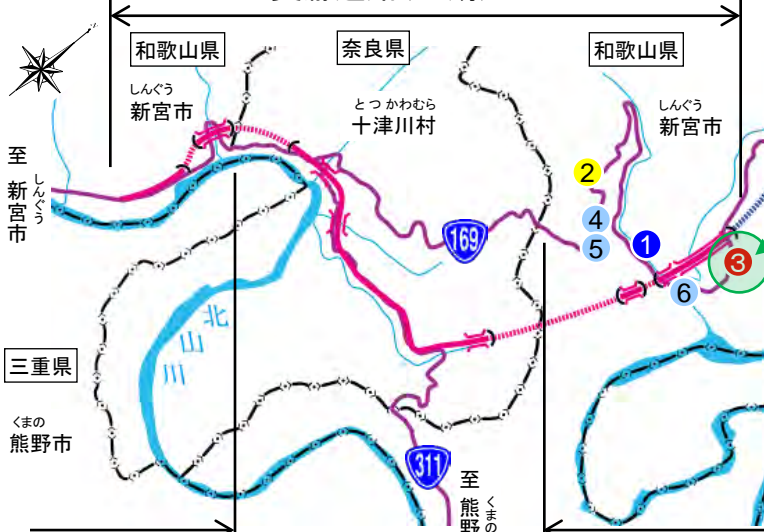 和歌山県
奈良県
和歌山県
しんぐう
新宮市
とつかわむら
十津川村
しんぐう
新宮市
至
新宮市
しんぐう
2
4
5
1
3
6
169
北山川
三重県
くまの
熊野市
311
至
熊野
くまの